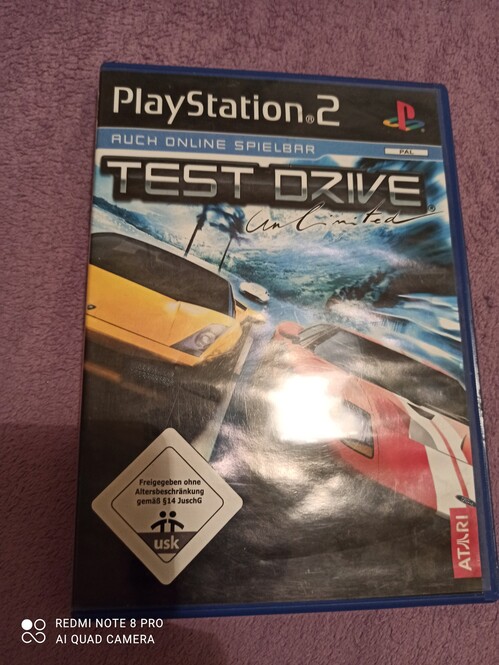 PlayStation®2
AUCH ONLINE SPIELBAR
PAL
TEST DRIVE®
Unlimited
Freigegeben ohne
Altersbeschränkung
gemäß §14 JuschG
usk
ATARI
REDMI NOTE 8 PRO
AI QUAD CAMERA